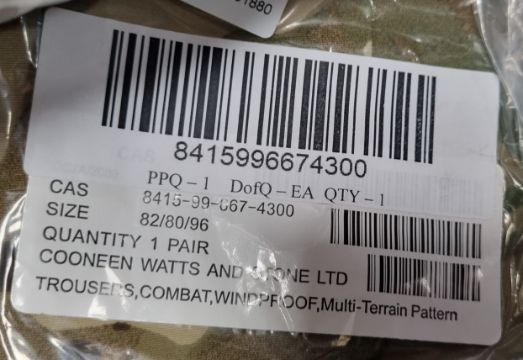 1880
8415996674300
PPQ-1 DofQ-EA QTY-1
CAS 8415-99-667-4300
SIZE 82/80/96
QUANTITY 1 PAIR
COONEEN WATTS AND STONE LTD
TROUSERS,COMBAT,WINDPROOF,Multi-Terrain Pattern